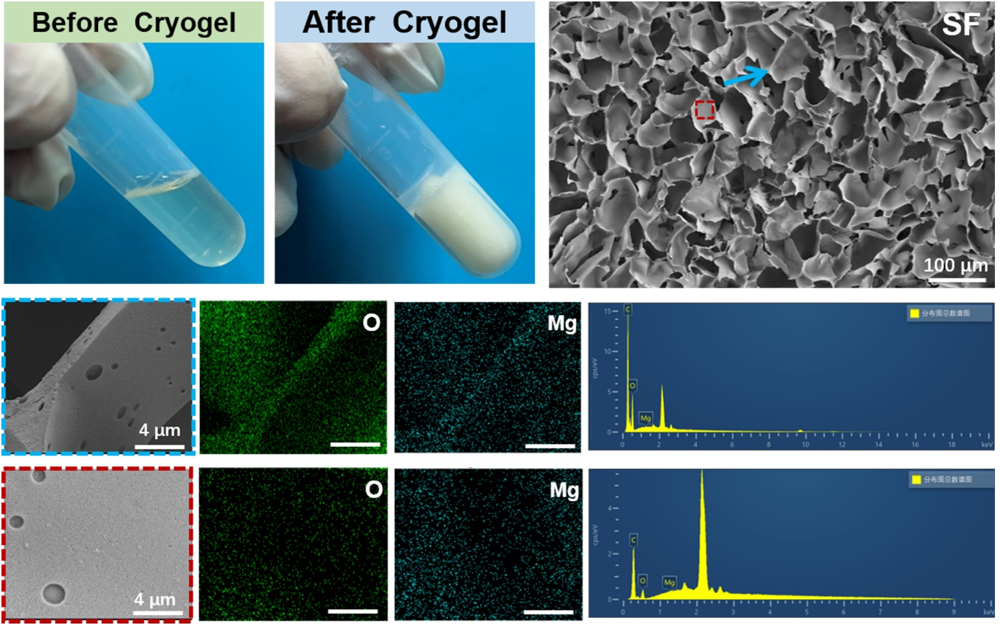 Before Cryogel
After Cryogel
SF
100 µm
4 µm
O
Mg
15
10
5
0
cps/eV
C
O
Mg
分布图总数谱图
0 2 4 6 8 10 12 14 16 18 keV
4 µm
O
Mg
4
2
0
cps/eV
C
O
Mg
分布图总数谱图
0 1 2 3 4 5 6 7 8 9 keV